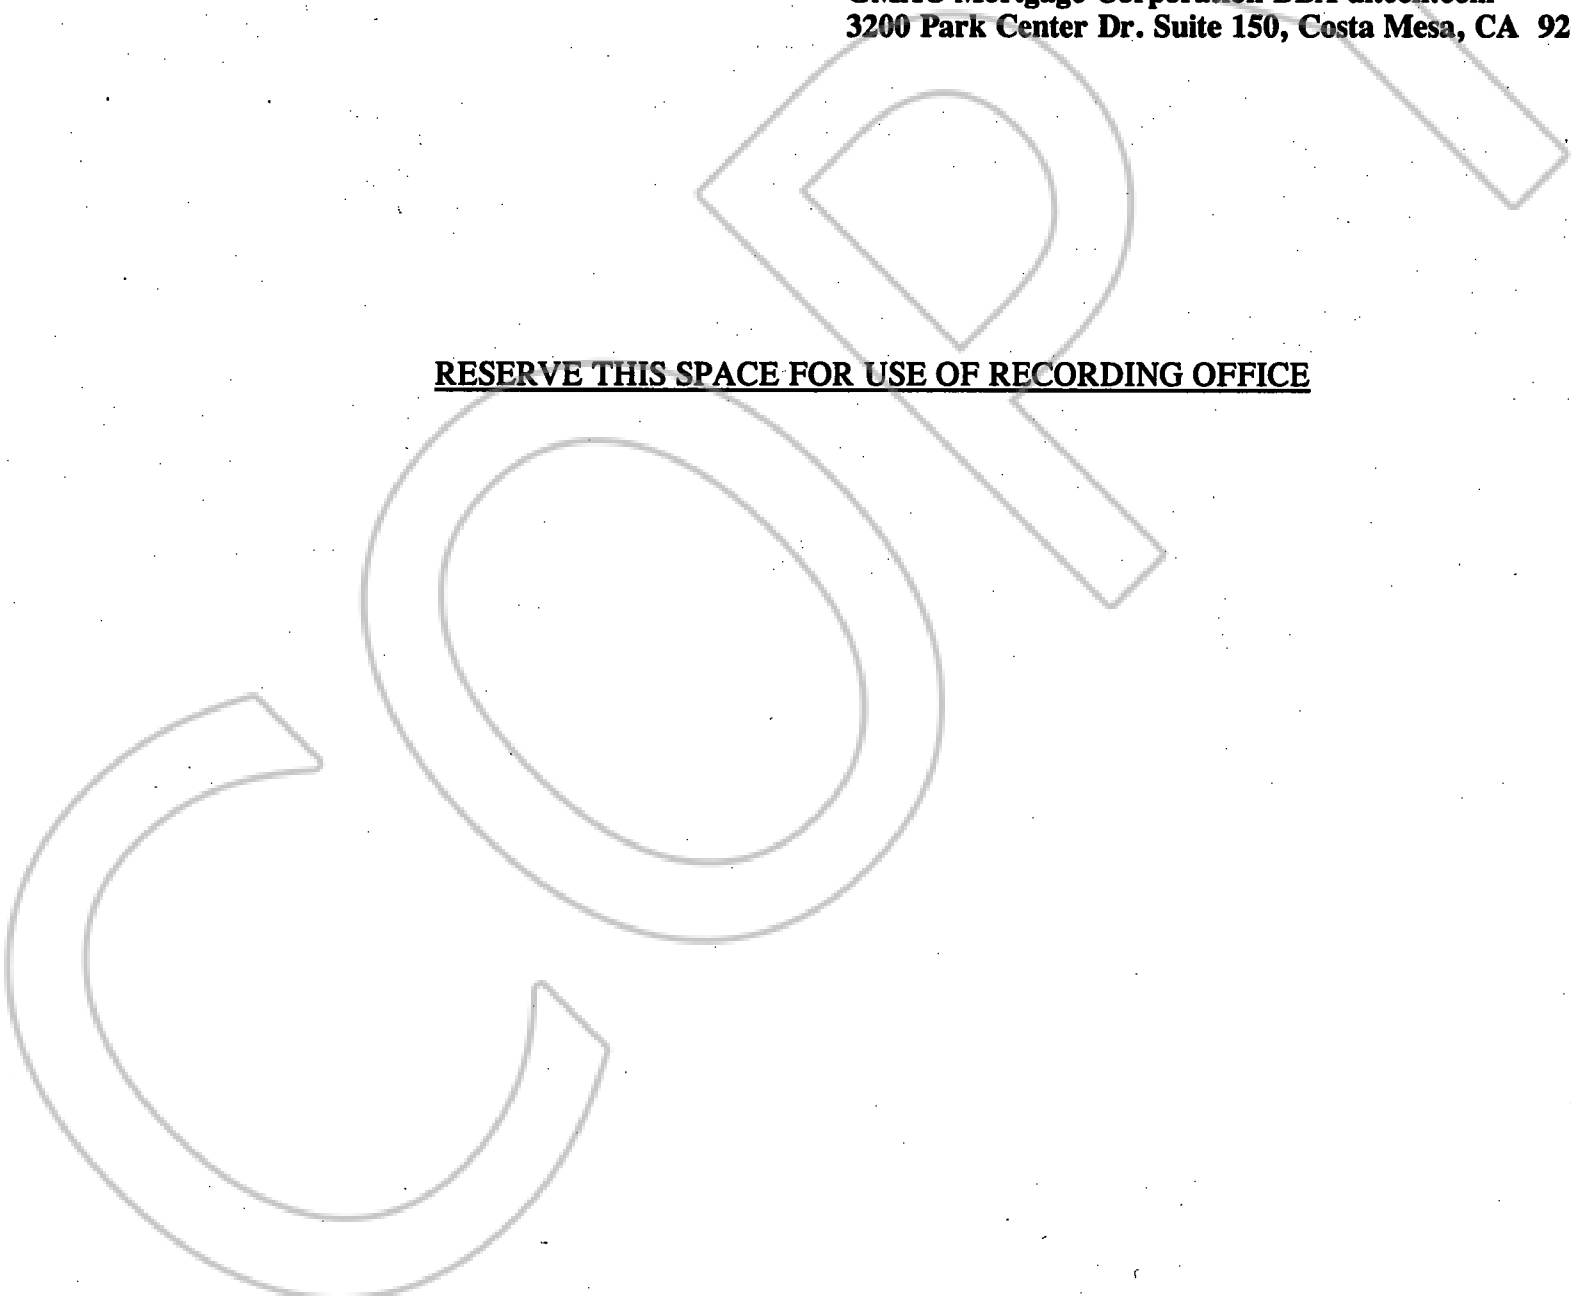 3200 Park Center Dr. Suite 150, Costa Mesa, CA 92
RESERVE THIS SPACE FOR USE OF RECORDING OFFICE
COPY